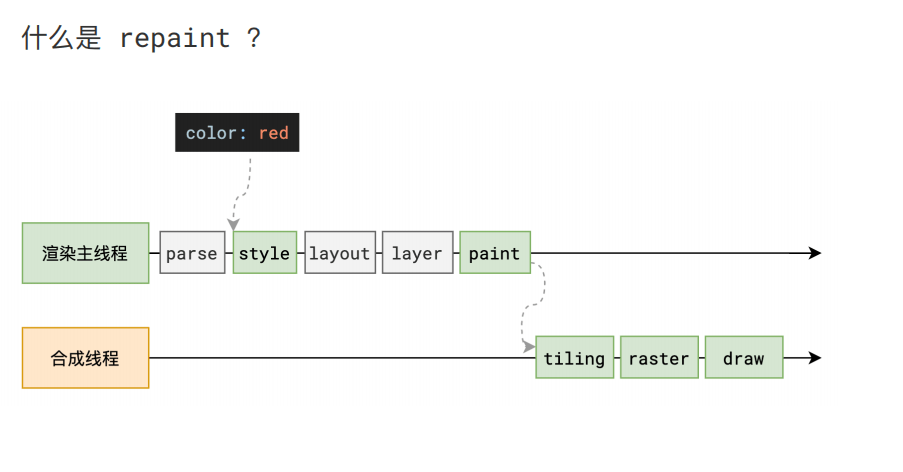 什么是 repaint ？
color: red
渲染主线程 parse style layout layer paint
合成线程 tiling raster draw